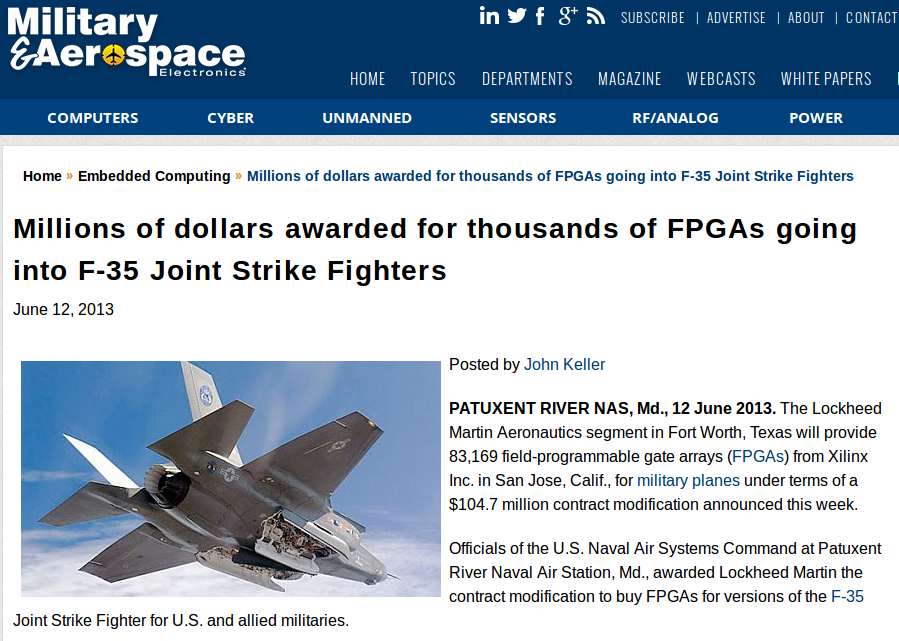 Military
&Aerospace
Electronics
SUBSCRIBE | ADVERTISE | ABOUT | CONTACT
HOME TOPICS DEPARTMENTS MAGAZINE WEBCASTS WHITE PAPERS
COMPUTERS CYBER UNMANNED SENSORS RF/ANALOG POWER
Home » Embedded Computing » Millions of dollars awarded for thousands of FPGAs going into F-35 Joint Strike Fighters
Millions of dollars awarded for thousands of FPGAs going
into F-35 Joint Strike Fighters
June 12, 2013
Posted by John Keller
PATUXENT RIVER NAS, Md., 12 June 2013. The Lockheed
Martin Aeronautics segment in Fort Worth, Texas will provide
83,169 field-programmable gate arrays (FPGAs) from Xilinx
Inc. in San Jose, Calif., for military planes under terms of a
$104.7 million contract modification announced this week.
Officials of the U.S. Naval Air Systems Command at Patuxent
River Naval Air Station, Md., awarded Lockheed Martin the
contract modification to buy FPGAs for versions of the F-35
Joint Strike Fighter for U.S. and allied militaries.